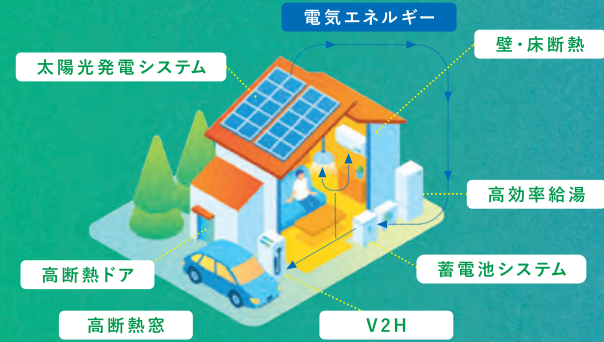 電気エネルギー
壁・床断熱
太陽光発電システム
高効率給湯
高断熱ドア
蓄電池システム
高断熱窓
V2H